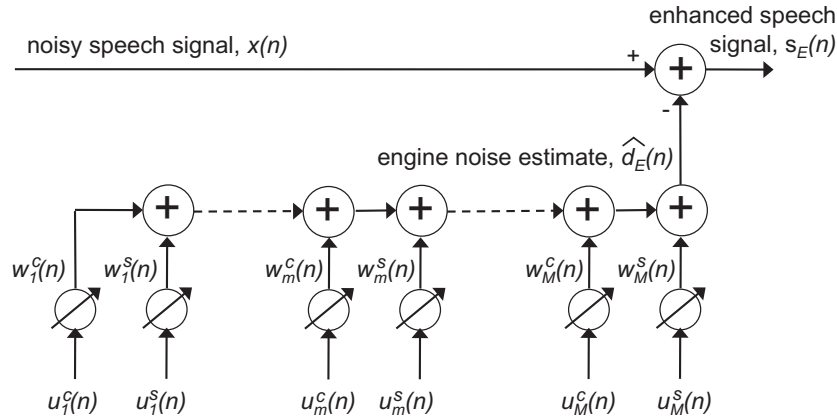 enhanced speech
noisy speech signal, x(n)
signal, s_E(n)
+
+
-
engine noise estimate, \widehat{d_E}(n)
+ + + + +
w_1^c(n) w_1^s(n) w_m^c(n) w_m^s(n) w_M^c(n) w_M^s(n)
u_1^c(n) u_1^s(n) u_m^c(n) u_m^s(n) u_M^c(n) u_M^s(n)